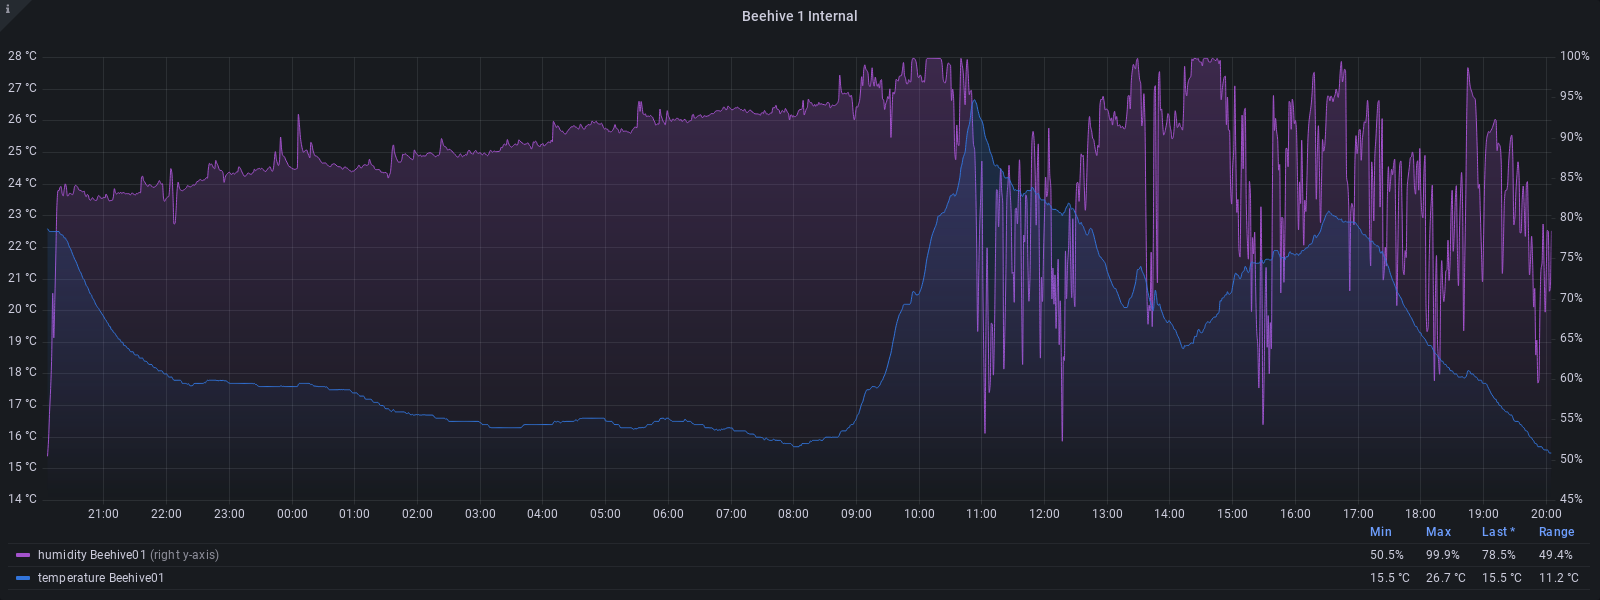 i
Beehive 1 Internal
28 °C 100%
27 °C 95%
26 °C 90%
25 °C 85%
24 °C 80%
23 °C 75%
22 °C 70%
21 °C 65%
20 °C 60%
19 °C 55%
18 °C 50%
17 °C 45%
16 °C
15 °C
14 °C
21:00 22:00 23:00 00:00 01:00 02:00 03:00 04:00 05:00 06:00 07:00 08:00 09:00 10:00 11:00 12:00 13:00 14:00 15:00 16:00 17:00 18:00 19:00 20:00
Min Max Last * Range
humidity Beehive01 (right y-axis) 50.5% 99.9% 78.5% 49.4%
temperature Beehive01 15.5 °C 26.7 °C 15.5 °C 11.2 °C